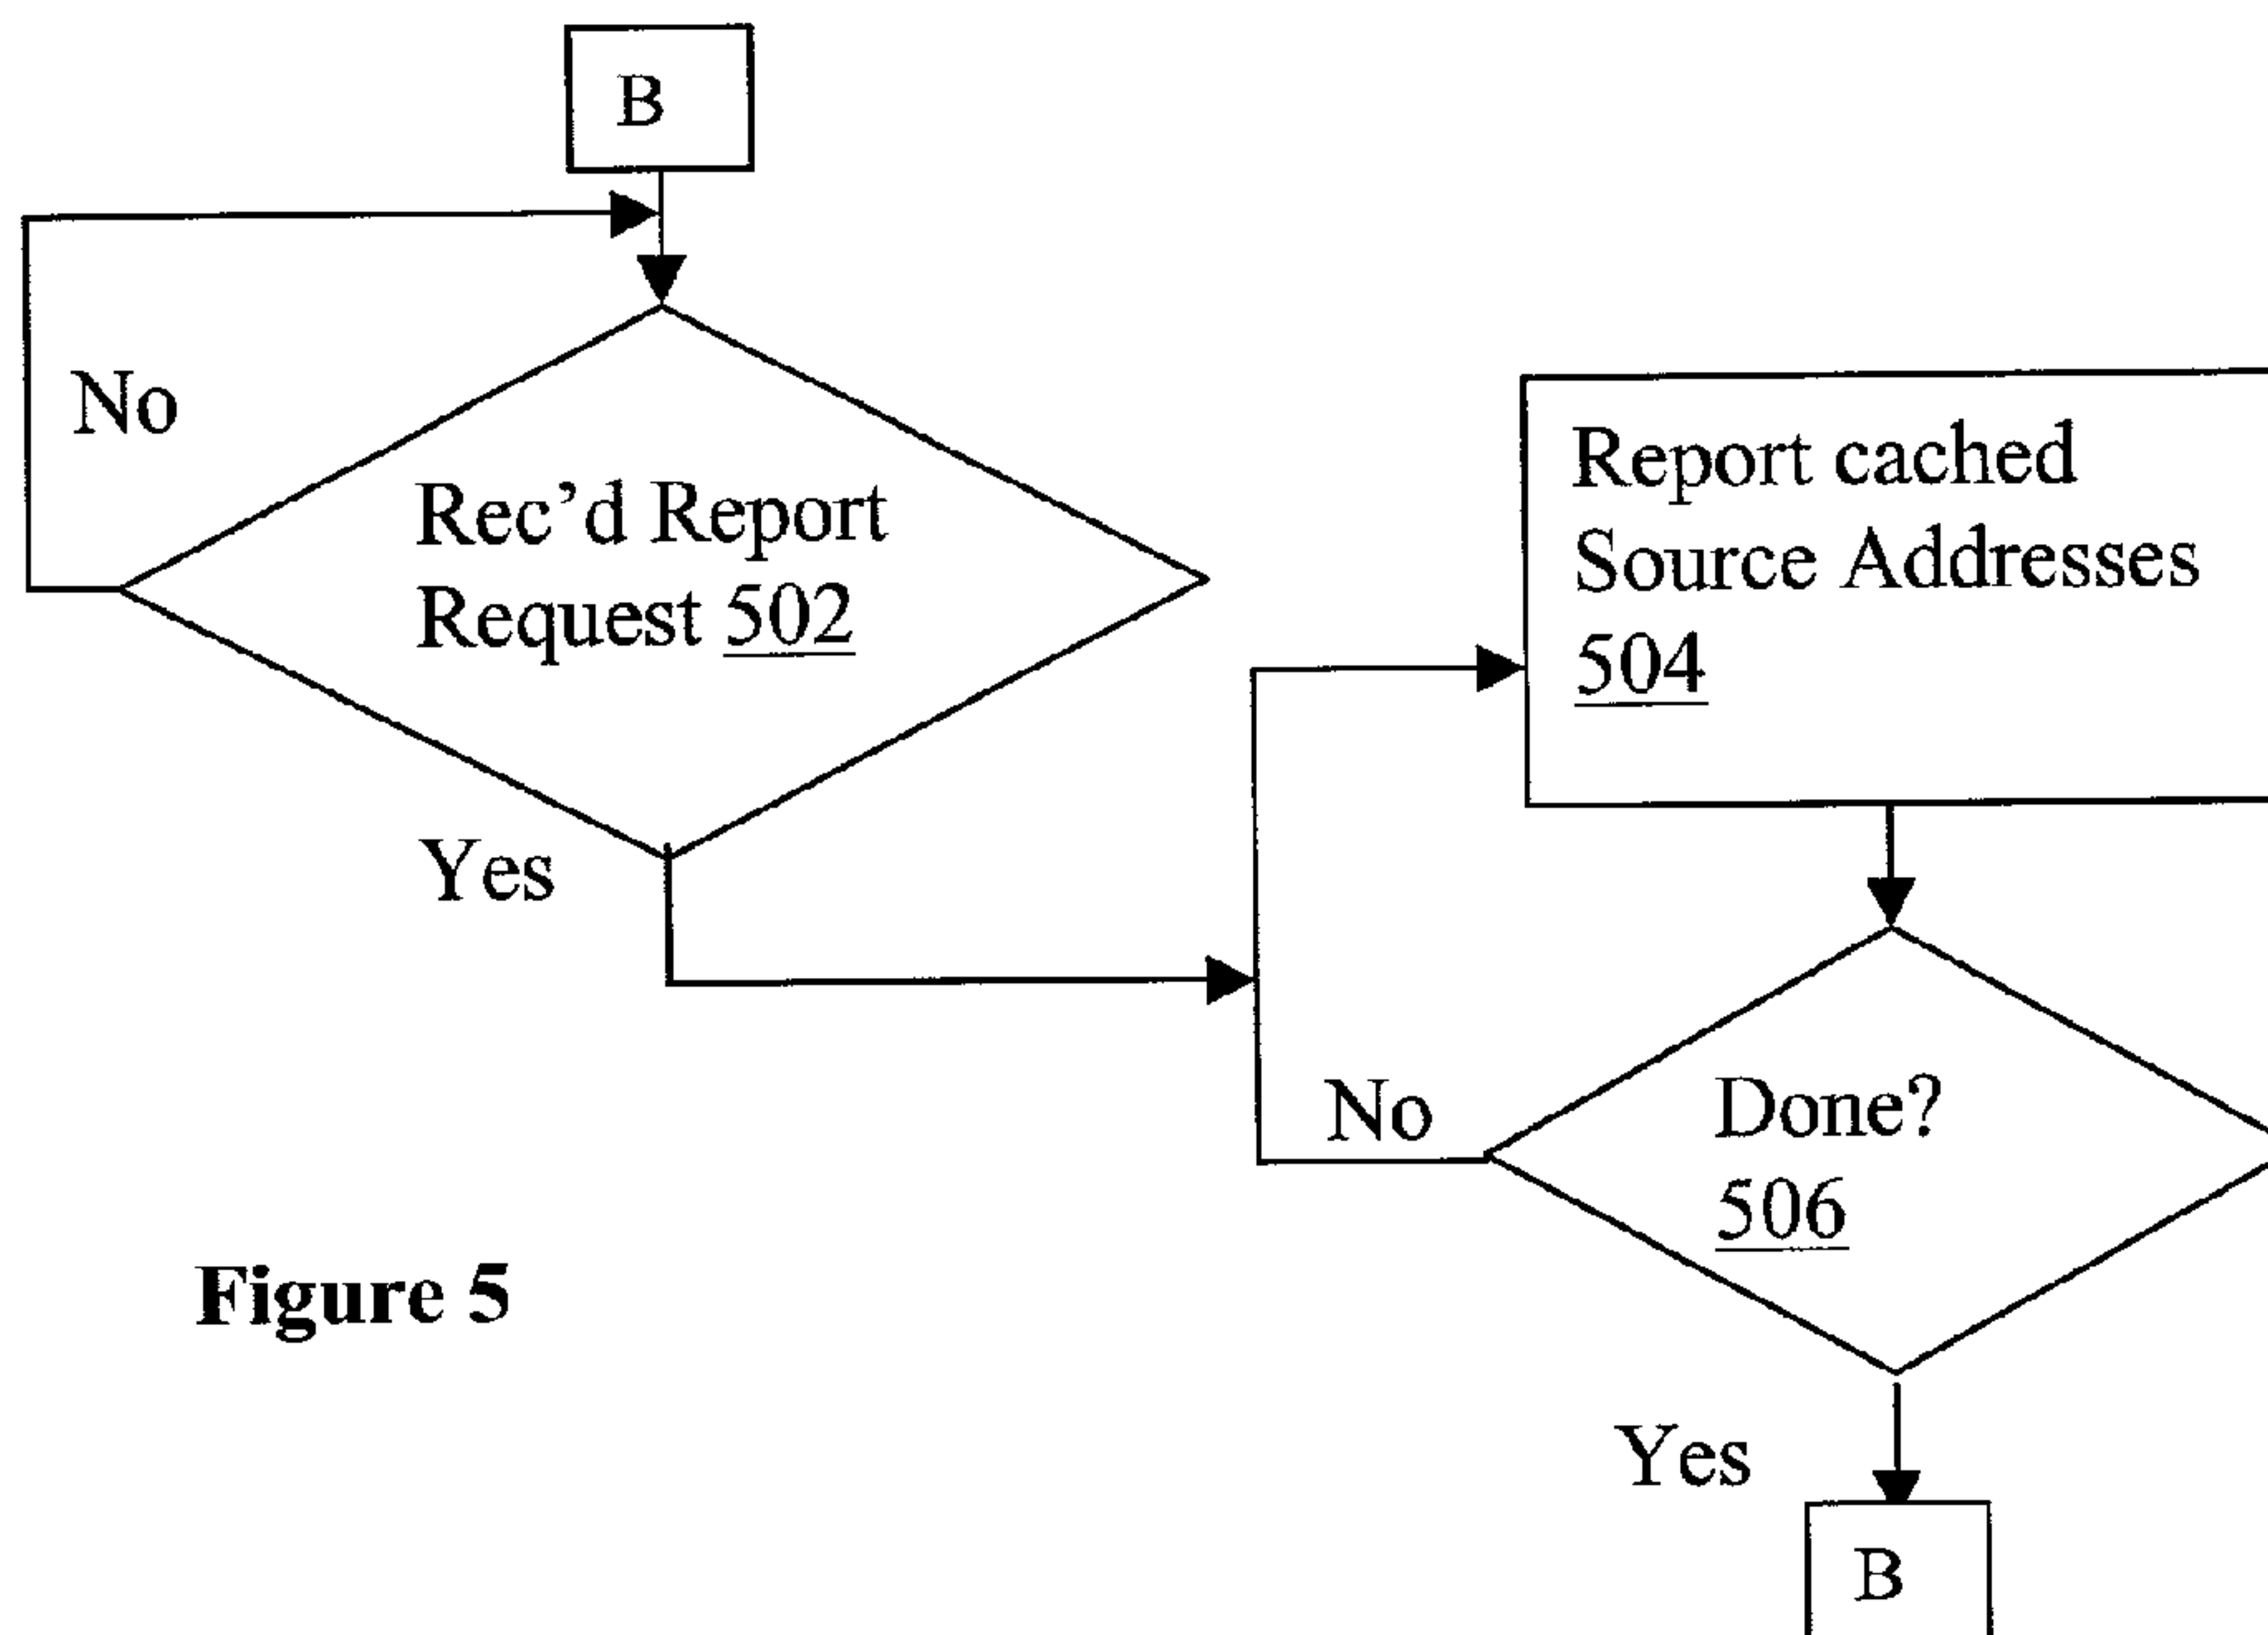 B
No
Rec’d Report
Request 502
Yes
Report cached
Source Addresses
504
No
Done?
506
Yes
B
Figure 5